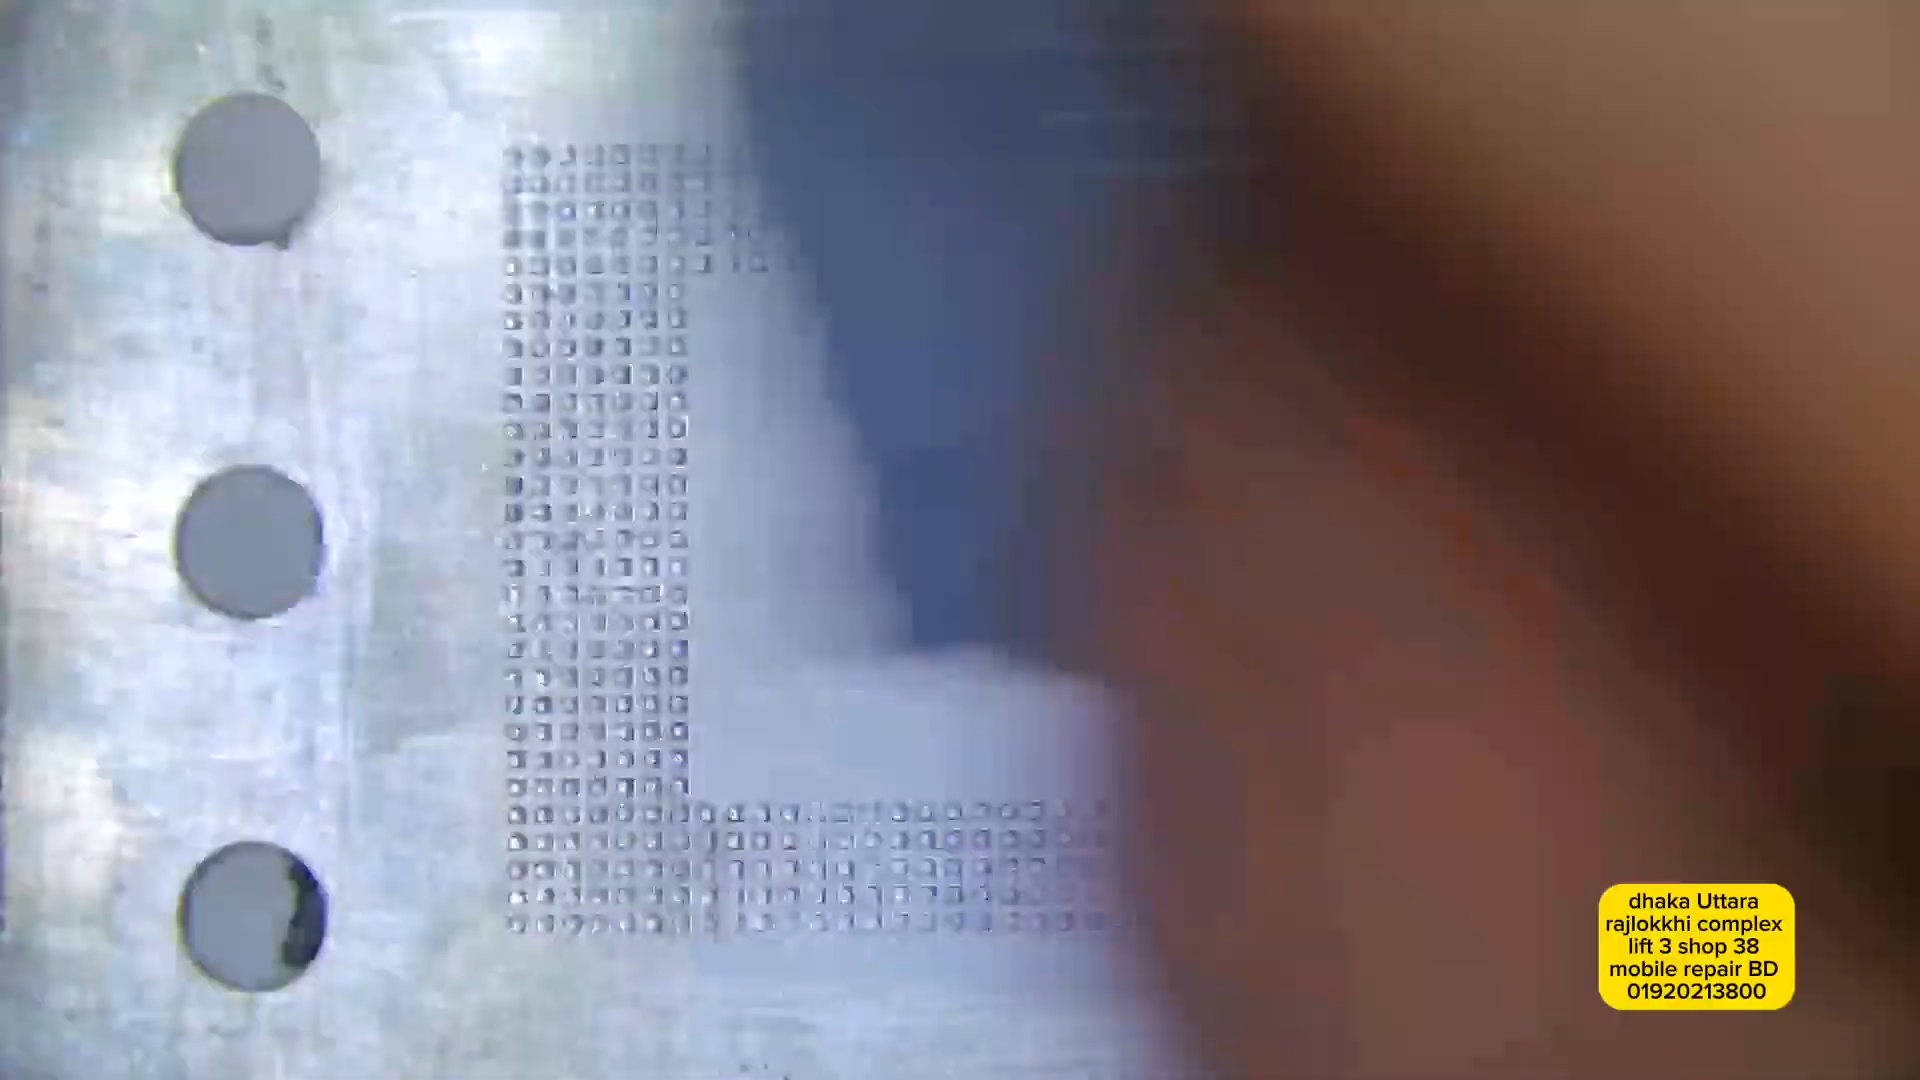 dhaka Uttara
rajlokkhi complex
lift 3 shop 38
mobile repair BD
01920213800